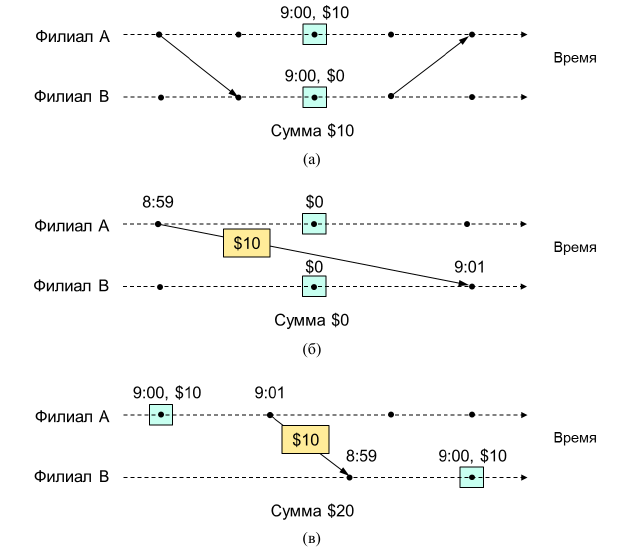 9:00, $10
Филиал A
Время
9:00, $0
Филиал B
Сумма $10
(а)
8:59
$0
Филиал A
$10
Время
$0
9:01
Филиал B
Сумма $0
(б)
9:00, $10
9:01
Филиал A
$10
Время
8:59
9:00, $10
Филиал B
Сумма $20
(в)